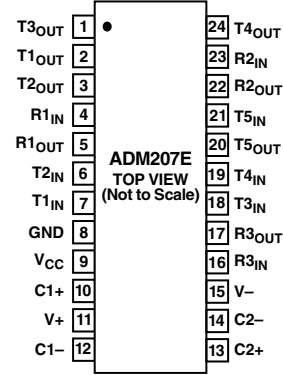 T3OUT 1 24 T4OUT
T1OUT 2 23 R2IN
T2OUT 3 22 R2OUT
R1IN 4 21 T5IN
R1OUT 5 20 T5OUT
ADM207E
TOP VIEW
(Not to Scale)
T2IN 6 19 T4IN
T1IN 7 18 T3IN
GND 8 17 R3OUT
VCC 9 16 R3IN
C1+ 10 15 V–
V+ 11 14 C2–
C1– 12 13 C2+